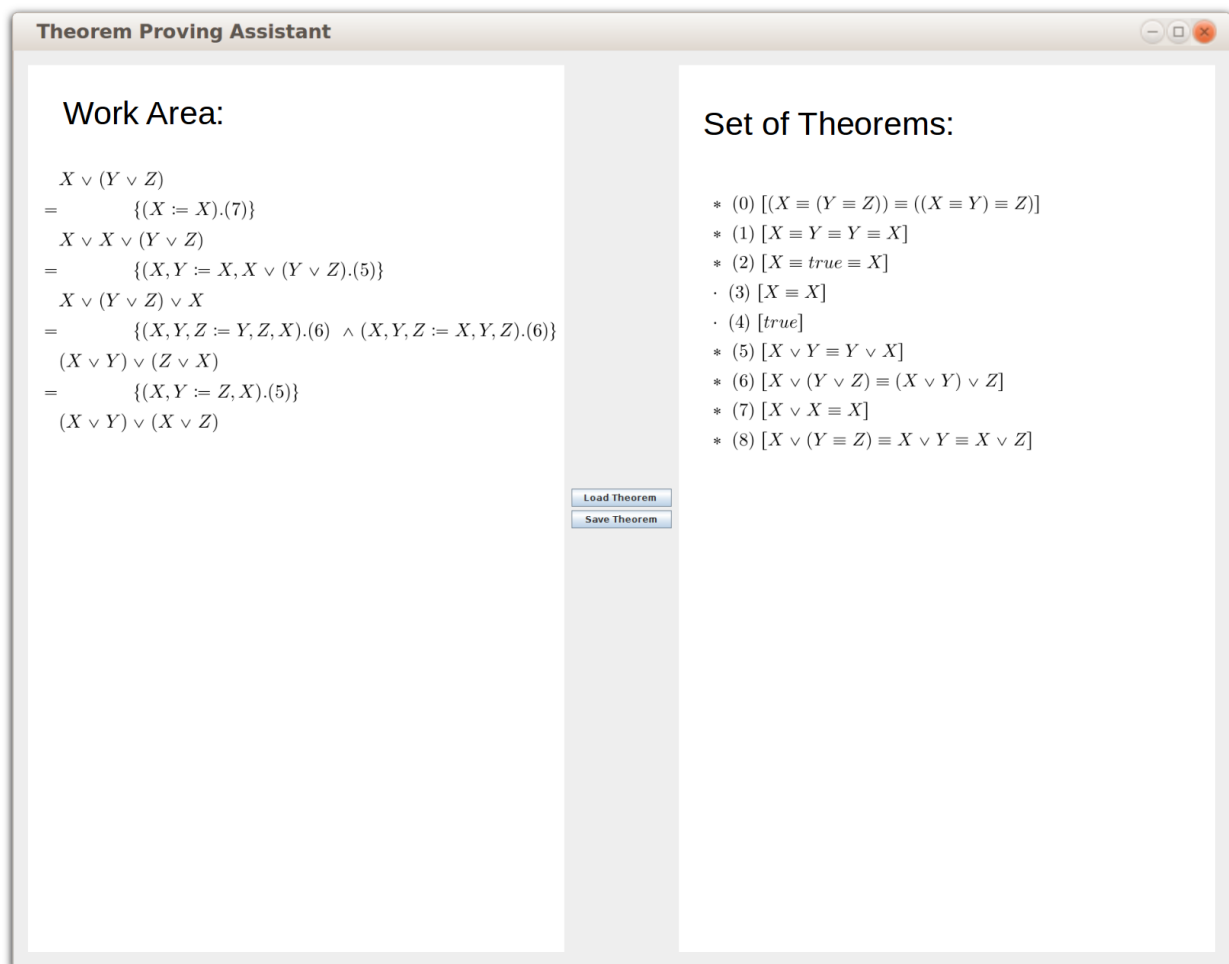 Theorem Proving Assistant
Work Area:
X ∨ (Y ∨ Z)
= {(X := X).(7)}
X ∨ X ∨ (Y ∨ Z)
= {(X, Y := X, X ∨ (Y ∨ Z).(5)}
X ∨ (Y ∨ Z) ∨ X
= {(X, Y, Z := Y, Z, X).(6) ∧ (X, Y, Z := X, Y, Z).(6)}
(X ∨ Y) ∨ (Z ∨ X)
= {(X, Y := Z, X).(5)}
(X ∨ Y) ∨ (X ∨ Z)
Load Theorem
Save Theorem
Set of Theorems:
* (0) [(X ≡ (Y ≡ Z)) ≡ ((X ≡ Y) ≡ Z)]
* (1) [X ≡ Y ≡ Y ≡ X]
* (2) [X ≡ true ≡ X]
· (3) [X ≡ X]
· (4) [true]
* (5) [X ∨ Y ≡ Y ∨ X]
* (6) [X ∨ (Y ∨ Z) ≡ (X ∨ Y) ∨ Z]
* (7) [X ∨ X ≡ X]
* (8) [X ∨ (Y ≡ Z) ≡ X ∨ Y ≡ X ∨ Z]